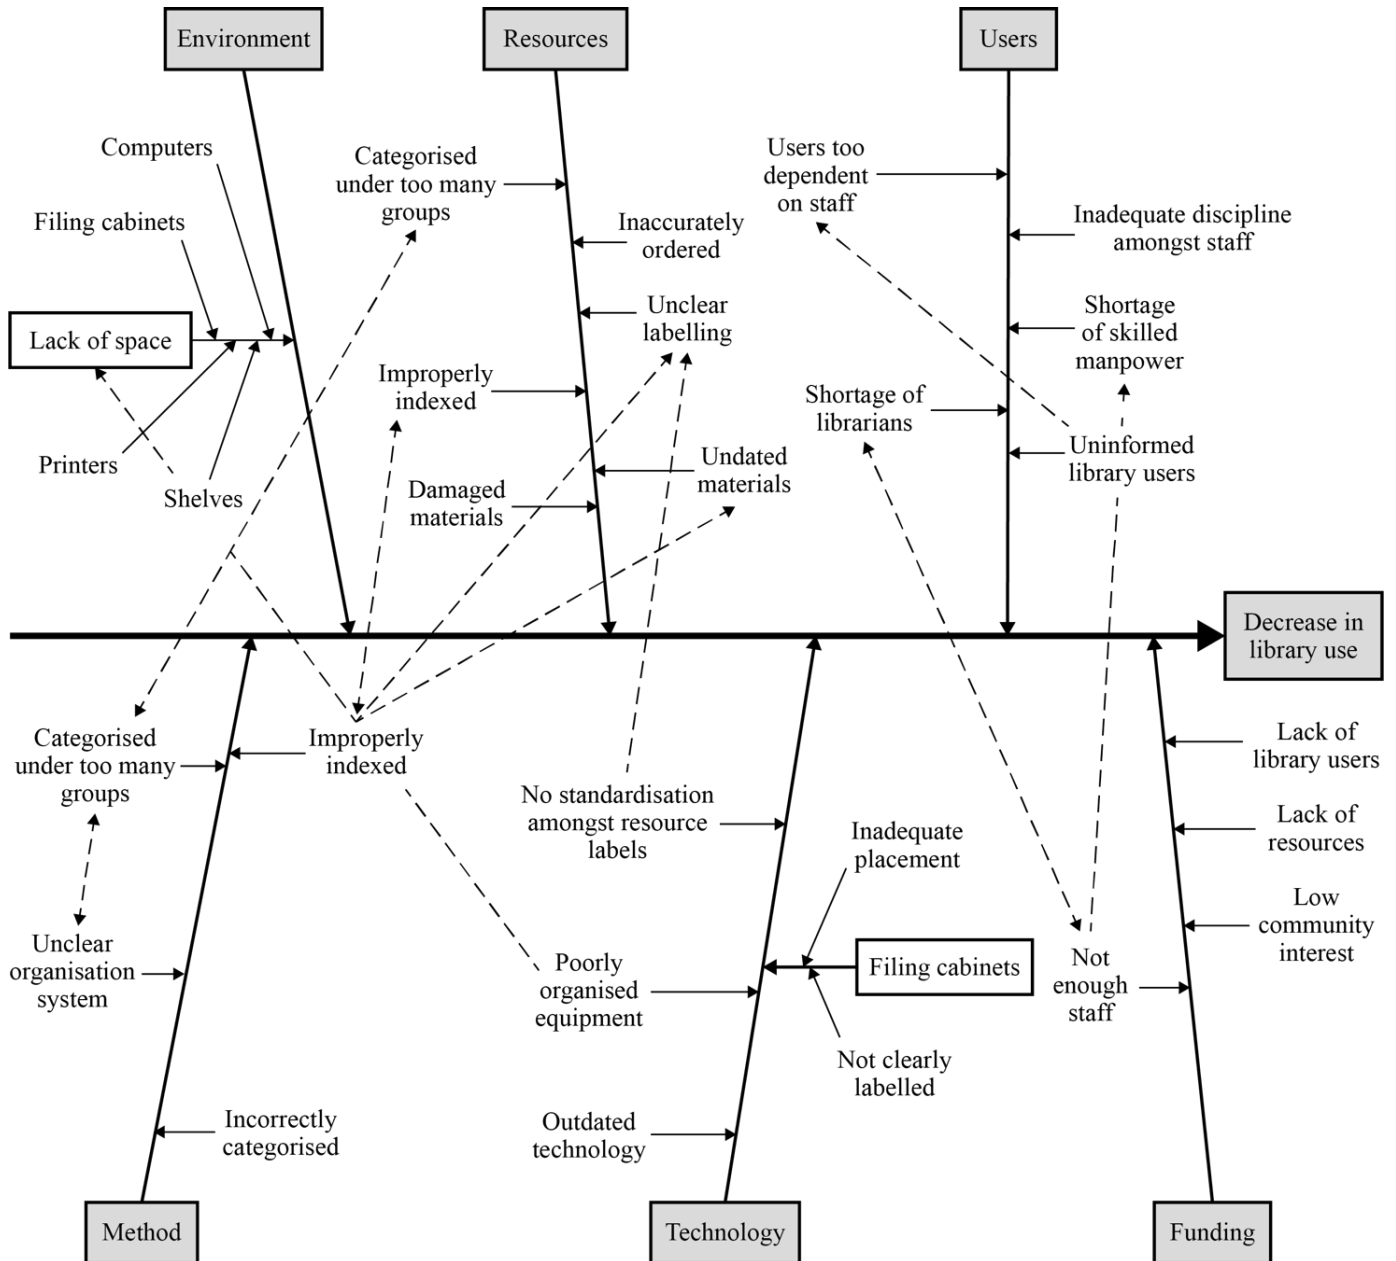 Environment
Resources
Users
Computers
Categorised
under too many
groups
Users too
dependent
on staff
Filing cabinets
Inaccurately
ordered
Inadequate discipline
amongst staff
Lack of space
Unclear
labelling
Shortage
of skilled
manpower
Improperly
indexed
Shortage of
librarians
Printers
Shelves
Undated
materials
Uninformed
library users
Damaged
materials
Decrease in
library use
Categorised
under too many
groups
Improperly
indexed
Lack of
library users
No standardisation
amongst resource
labels
Inadequate
placement
Lack of
resources
Low
community
interest
Unclear
organisation
system
Poorly
organised
equipment
Filing cabinets
Not
enough
staff
Not clearly
labelled
Incorrectly
categorised
Outdated
technology
Method
Technology
Funding